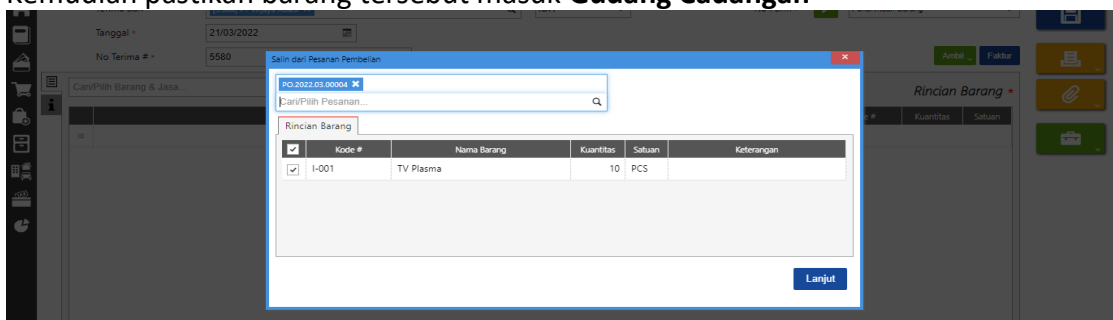 Kemudian pastikan barang tersebut masuk Gudang Cadangan
Tanggal *
21/03/2022
No Terima # *
5580
Ambil
Faktur
Cari/Pilih Barang & Jasa...
Rincian Barang *
Kuantitas
Satuan
Salin dari Pesanan Pembelian
PO.2022.03.00004
Cari/Pilih Pesanan...
Rincian Barang
Kode # Nama Barang Kuantitas Satuan Keterangan
I-001 TV Plasma 10 PCS
Lanjut